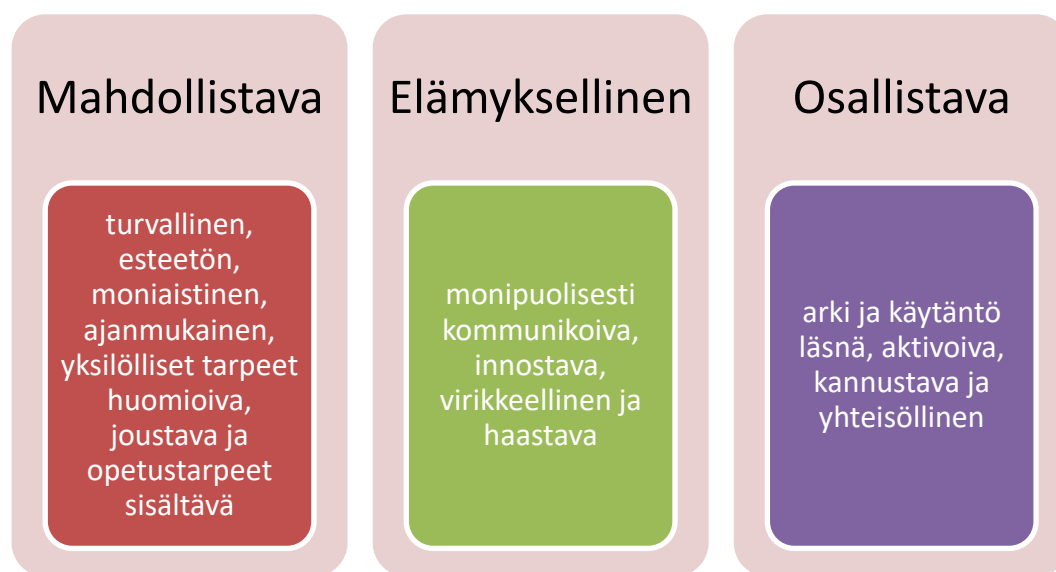 Mahdollistava
turvallinen,
esteetön,
moniaistinen,
ajanmukainen,
yksilölliset tarpeet
huomioiva,
joustava ja
opetustarpeet
sisältävä
Elämyksellinen
monipuolisesti
kommunikoiva,
innostava,
virikkeellinen ja
haastava
Osallistava
arki ja käytäntö
läsnä, aktivoiva,
kannustava ja
yhteisöllinen